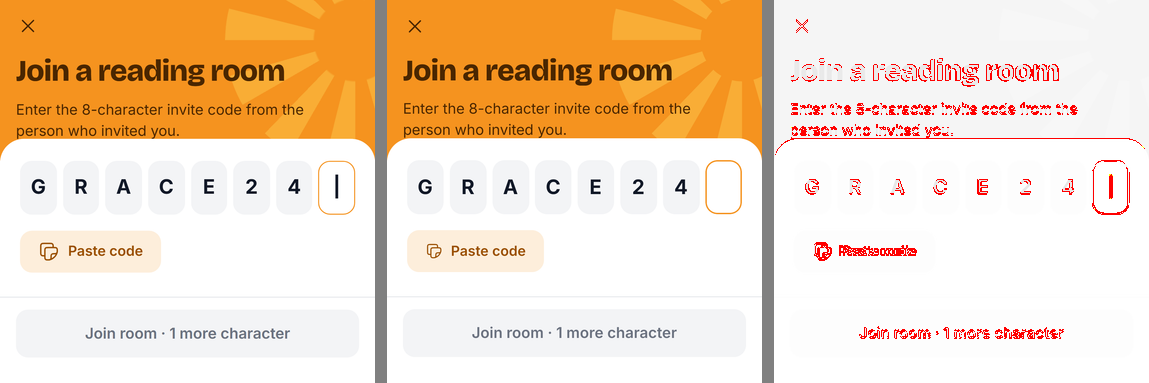 Join a reading room
Enter the 8-character invite code from the
person who invited you.
G R A C E 2 4 |
Paste code
Join room · 1 more character
Join a reading room
Enter the 8-character invite code from the
person who invited you.
G R A C E 2 4
Paste code
Join room · 1 more character
Join a reading room
Enter the 8-character invite code from the
person who invited you.
G R A C E 2 4
Paste code
Join room · 1 more character